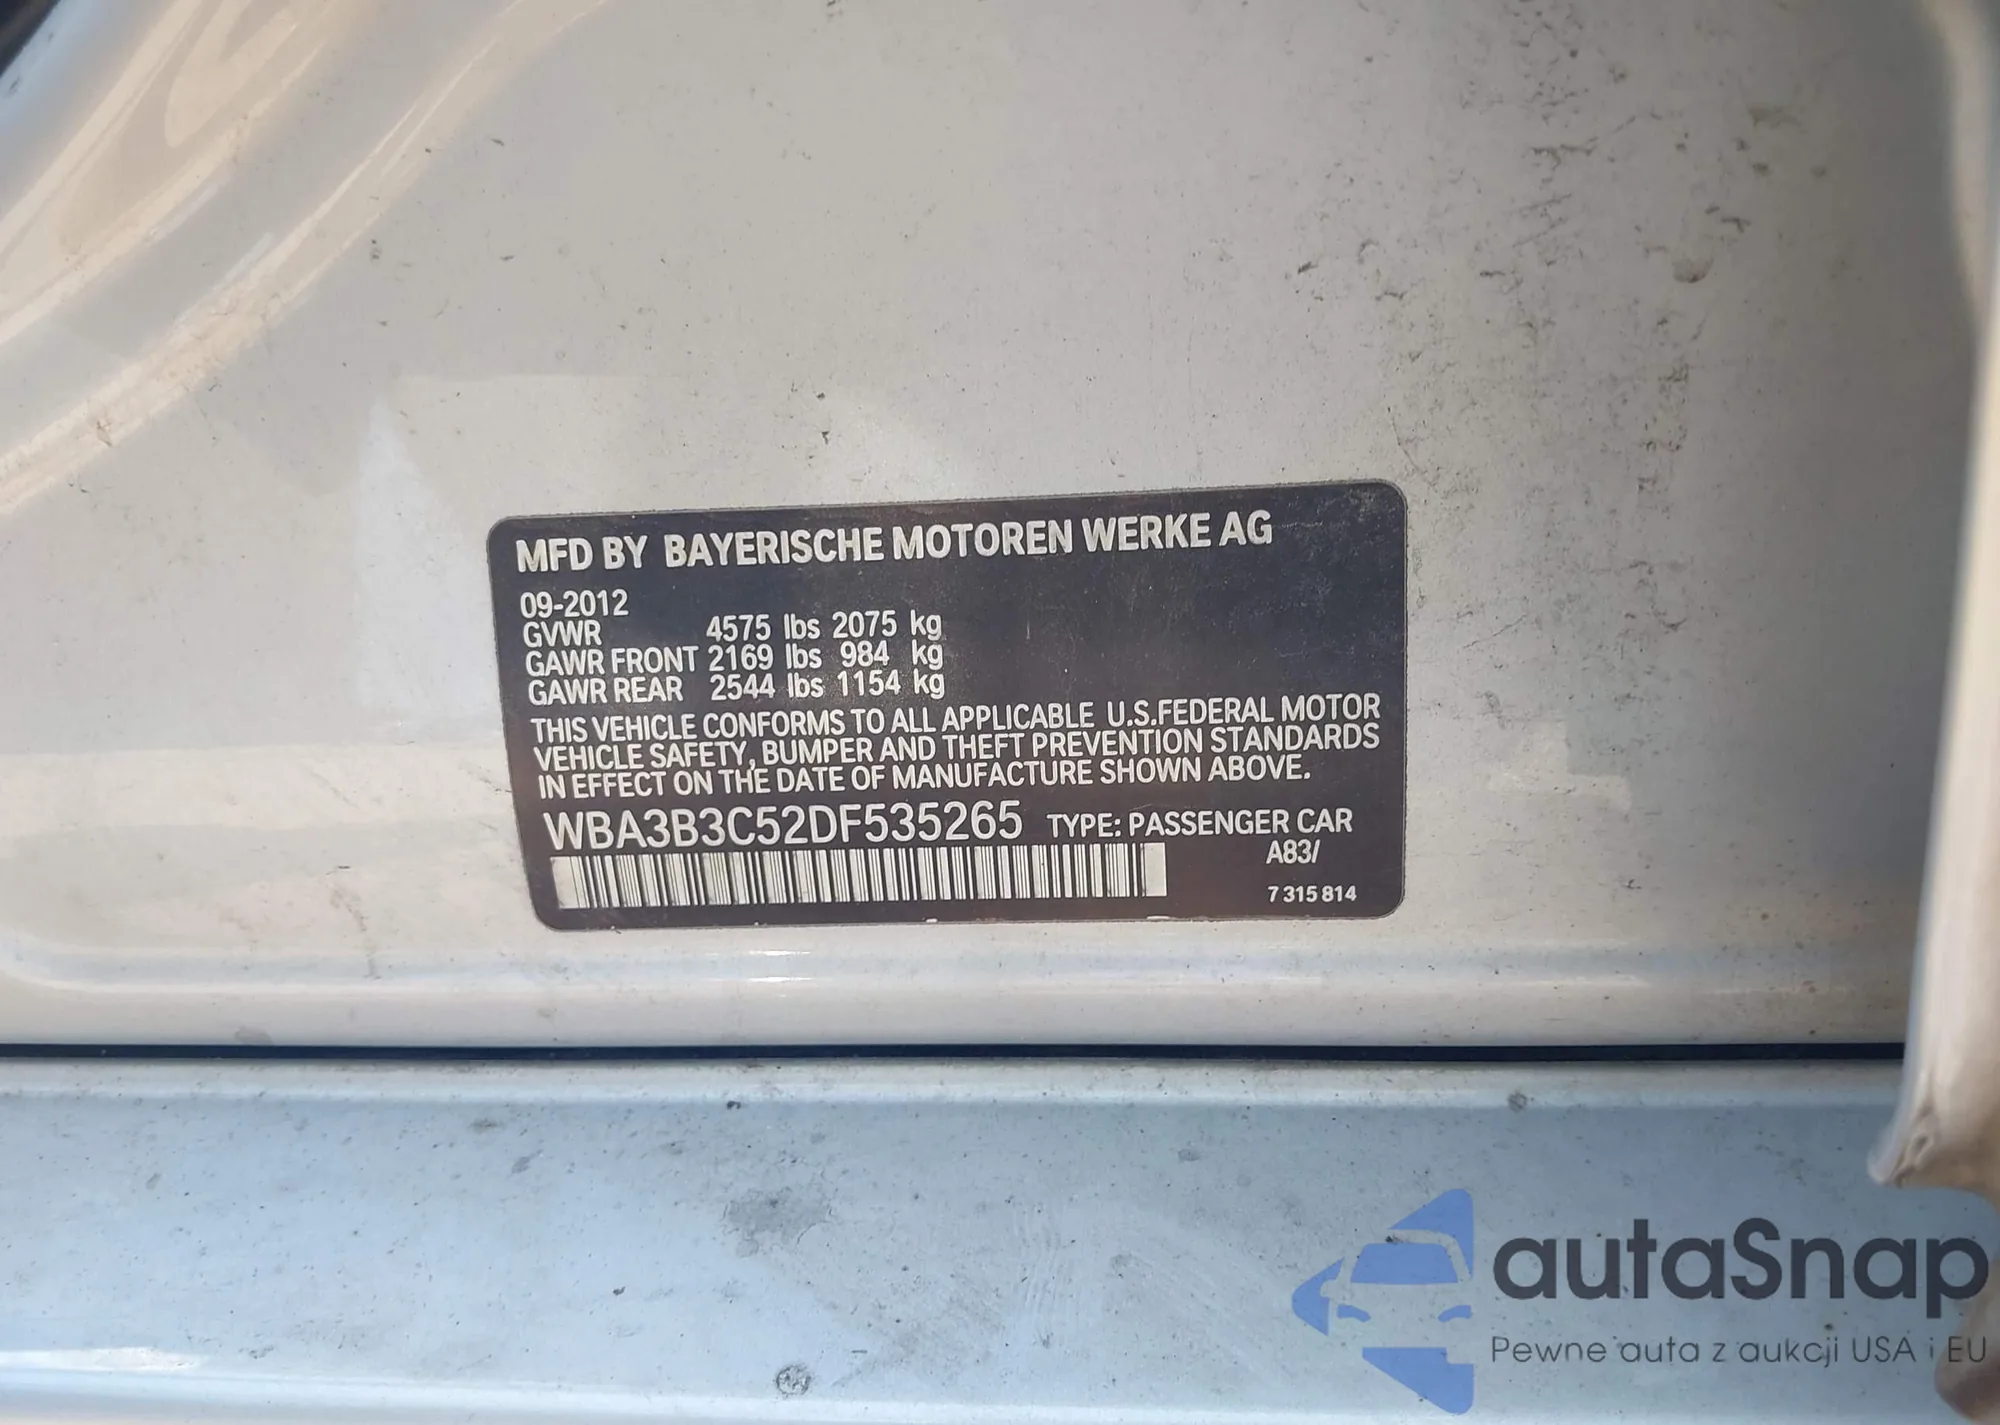 MFD BY BAYERISCHE MOTOREN WERKE AG
09-2012
GVWR 4575 lbs 2075 kg
GAWR FRONT 2169 lbs 984 kg
GAWR REAR 2544 lbs 1154 kg
THIS VEHICLE CONFORMS TO ALL APPLICABLE U.S.FEDERAL MOTOR
VEHICLE SAFETY, BUMPER AND THEFT PREVENTION STANDARDS
IN EFFECT ON THE DATE OF MANUFACTURE SHOWN ABOVE.
WBA3B3C52DF535265 TYPE: PASSENGER CAR
A83/
7 315 814
autaSnap
Pewne auta z aukcji USA i EU